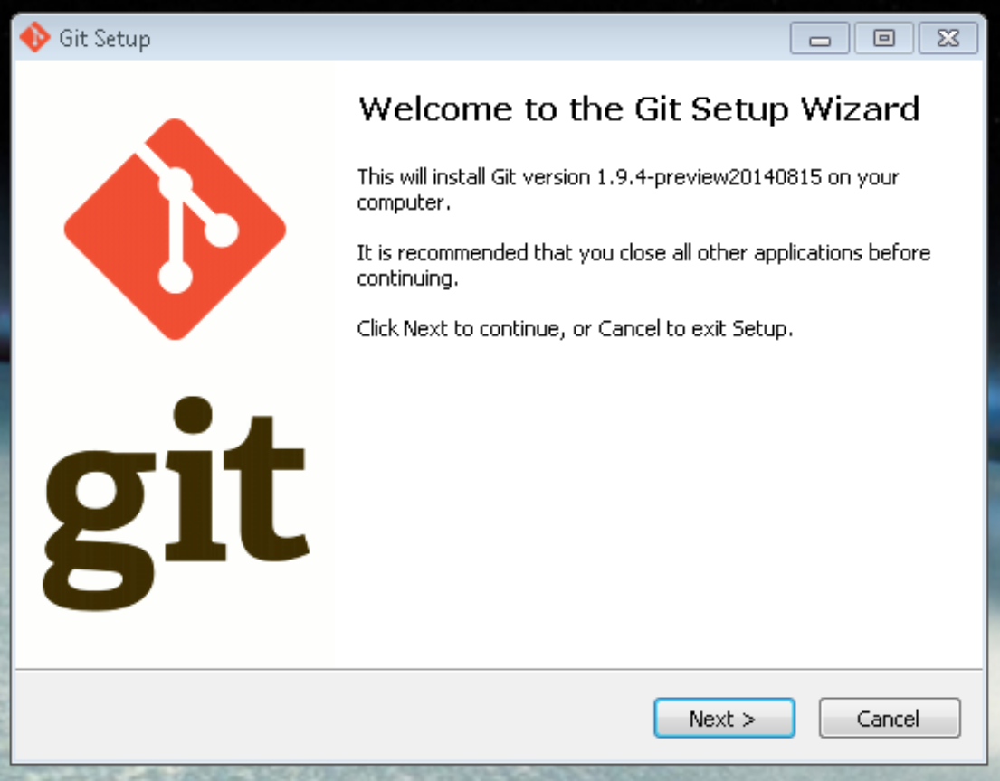 Git Setup
Welcome to the Git Setup Wizard
This will install Git version 1.9.4-preview20140815 on your
computer.
It is recommended that you close all other applications before
continuing.
Click Next to continue, or Cancel to exit Setup.
git
Next >
Cancel